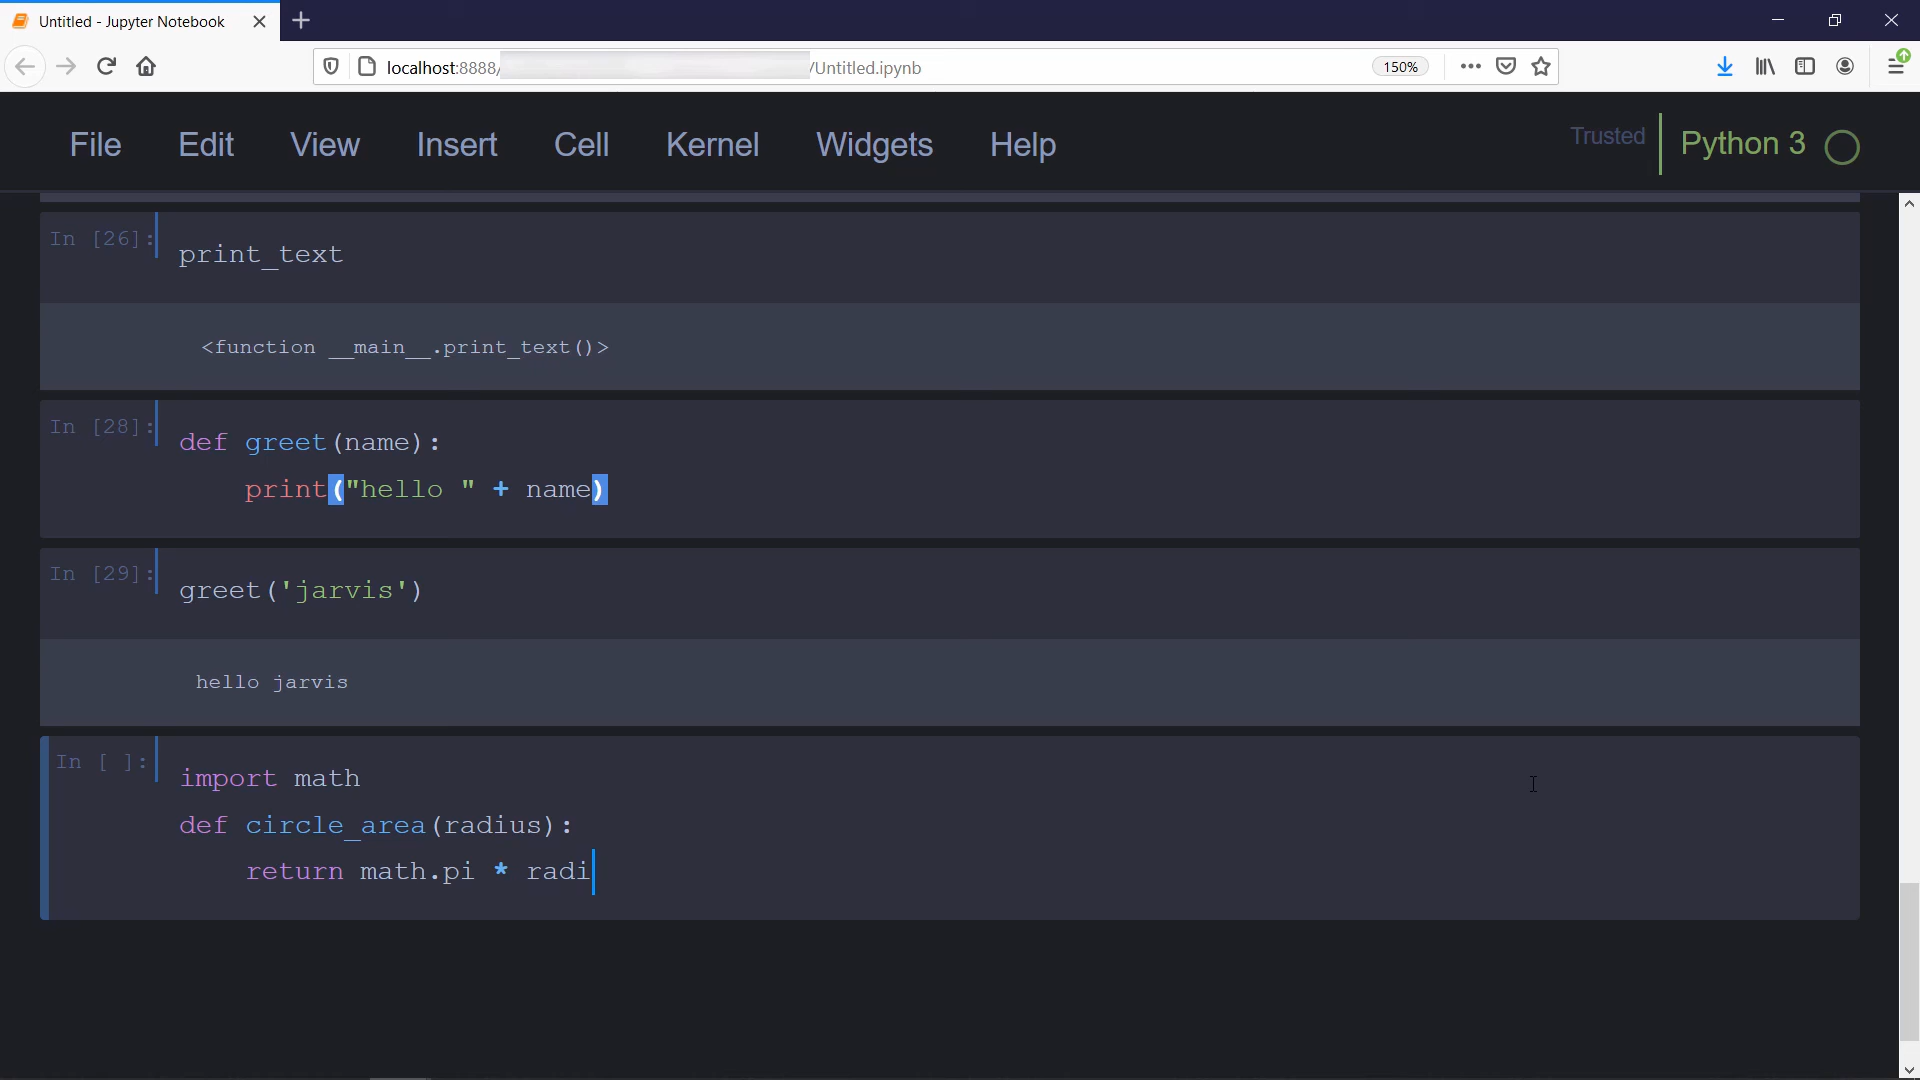 Untitled - Jupyter Notebook
localhost:8888/ /Untitled.ipynb
150%
File Edit View Insert Cell Kernel Widgets Help
Trusted
Python 3
In [26]:
print_text
<function __main__.print_text()>
In [28]:
def greet(name):
print("hello " + name)
In [29]:
greet('jarvis')
hello jarvis
In [ ]:
import math
def circle_area(radius):
return math.pi * radi